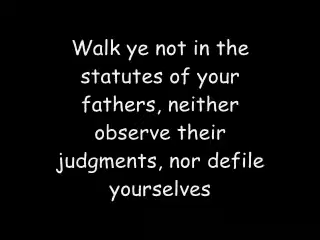 Walk ye not in the
statutes of your
fathers, neither
observe their
judgments, nor defile
yourselves